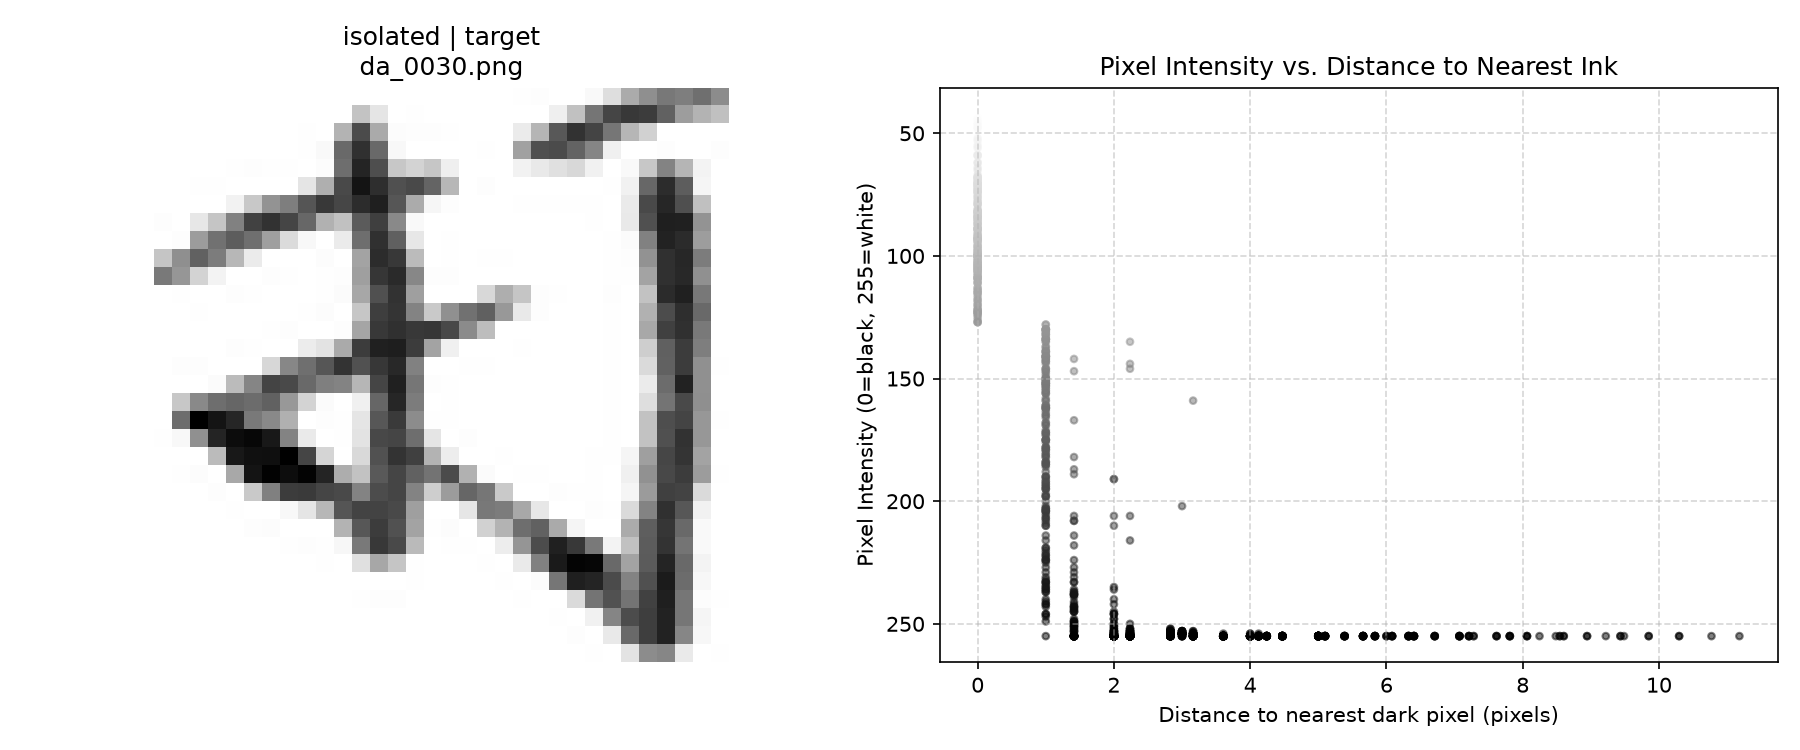 isolated | target
da_0030.png
Pixel Intensity vs. Distance to Nearest Ink
Pixel Intensity (0=black, 255=white)
50
100
150
200
250
0 2 4 6 8 10
Distance to nearest dark pixel (pixels)